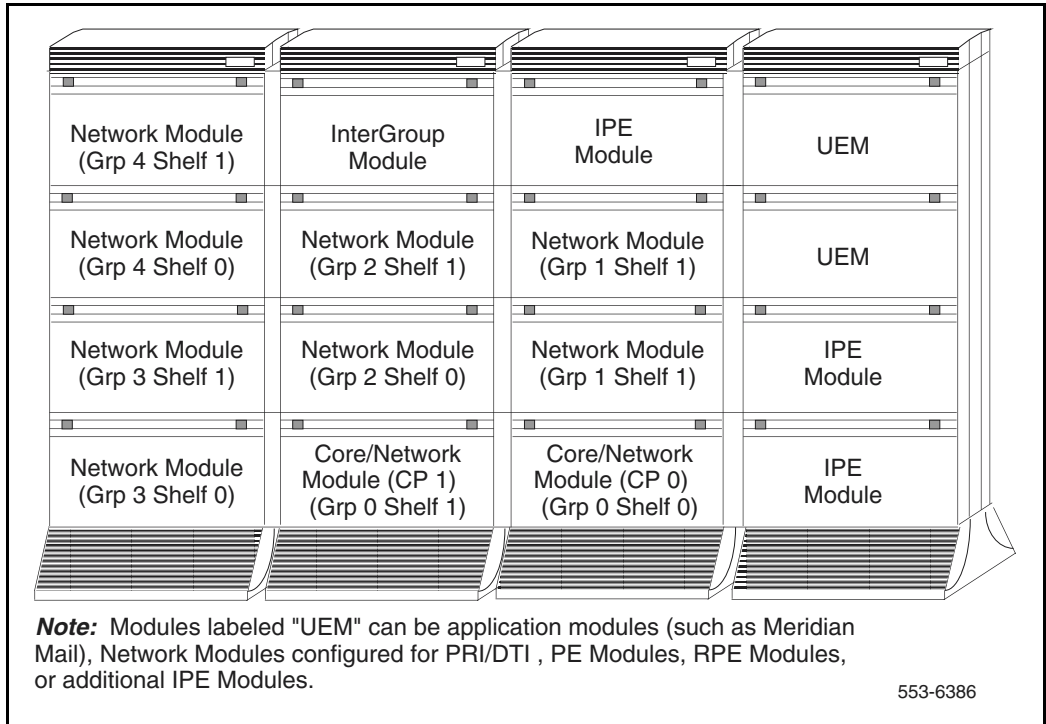 Network Module
(Grp 4 Shelf 1)
InterGroup
Module
IPE
Module
UEM
Network Module
(Grp 4 Shelf 0)
Network Module
(Grp 2 Shelf 1)
Network Module
(Grp 1 Shelf 1)
UEM
Network Module
(Grp 3 Shelf 1)
Network Module
(Grp 2 Shelf 0)
Network Module
(Grp 1 Shelf 1)
IPE
Module
Network Module
(Grp 3 Shelf 0)
Core/Network
Module (CP 1)
(Grp 0 Shelf 1)
Core/Network
Module (CP 0)
(Grp 0 Shelf 0)
IPE
Module
Note: Modules labeled "UEM" can be application modules (such as Meridian
Mail), Network Modules configured for PRI/DTI , PE Modules, RPE Modules,
or additional IPE Modules.
553-6386